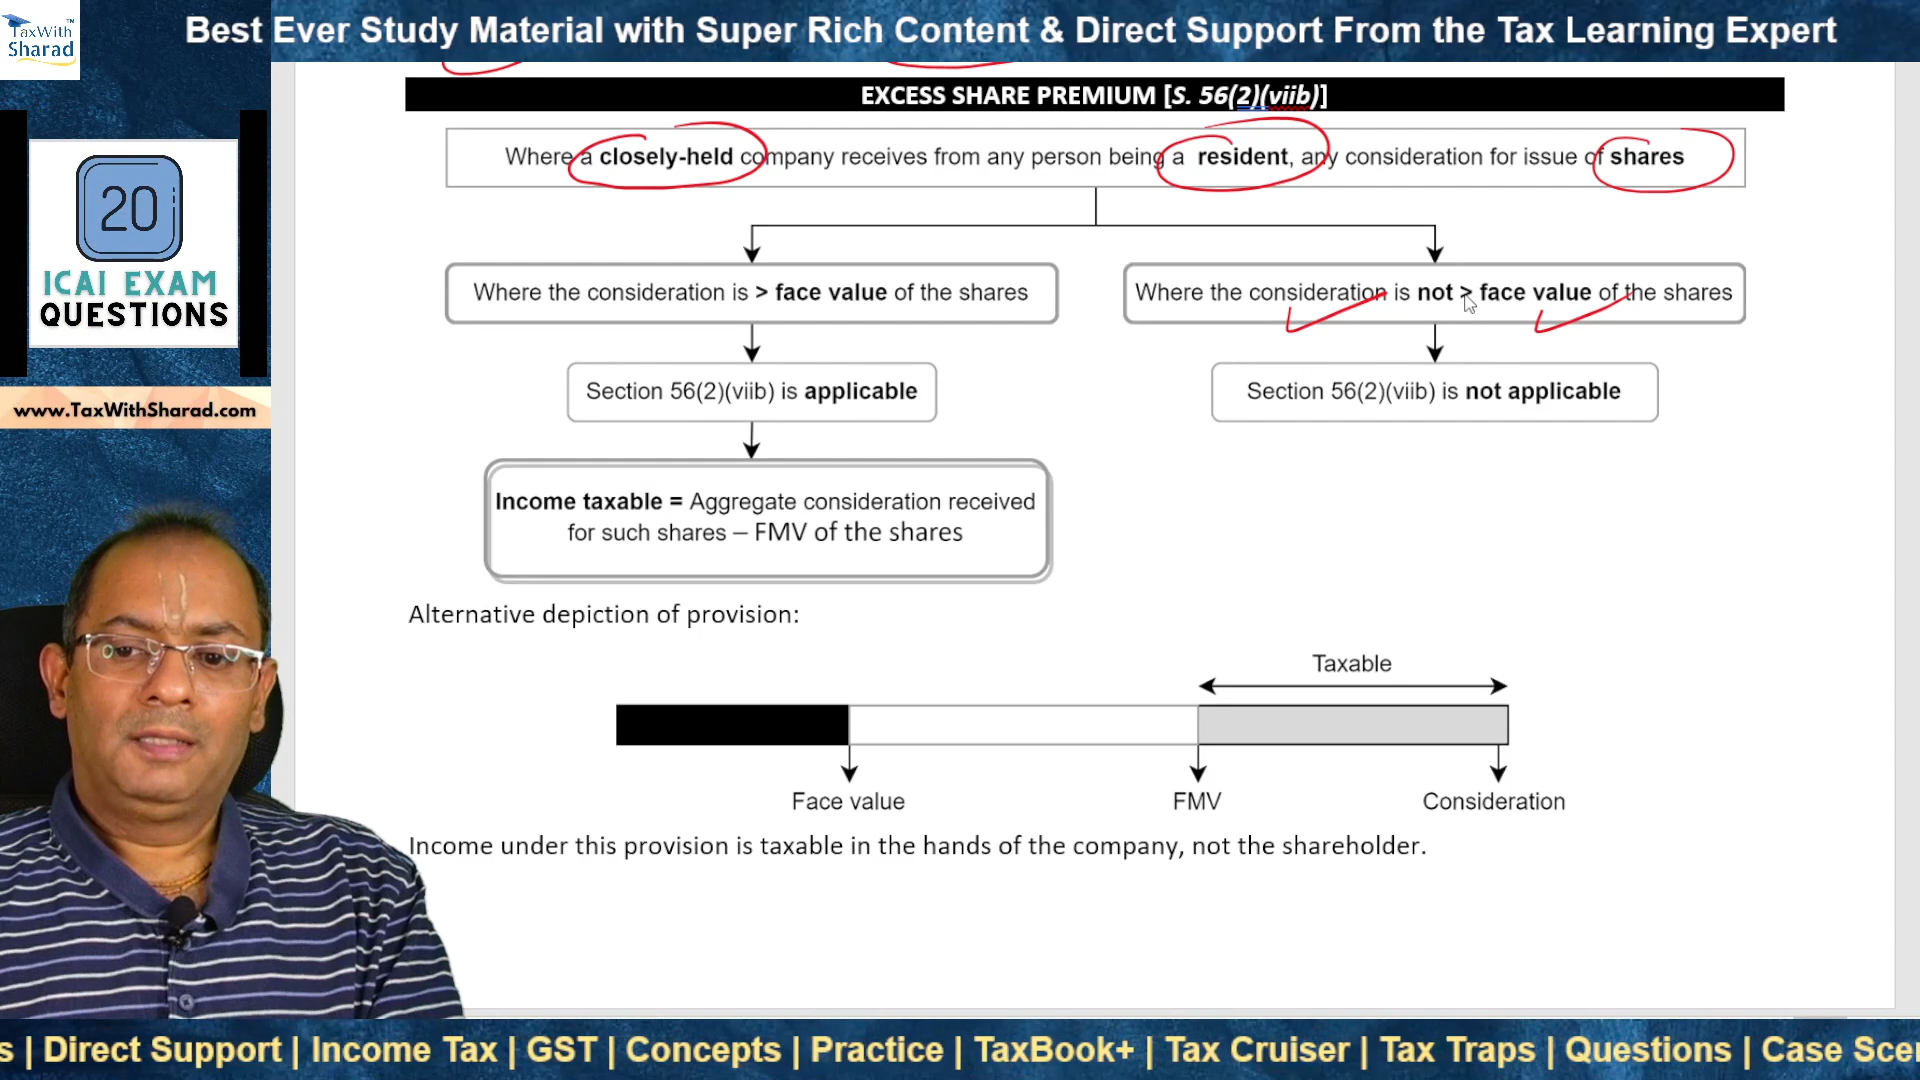 Best Ever Study Material with Super Rich Content & Direct Support From the Tax Learning Expert
TaxWith
Sharad
EXCESS SHARE PREMIUM [S. 56(2)(viib)]
Where a closely-held company receives from any person being a resident, any consideration for issue of shares
20
ICAI EXAM
QUESTIONS
www.TaxWithSharad.com
Where the consideration is > face value of the shares
Where the consideration is not > face value of the shares
Section 56(2)(viib) is applicable
Section 56(2)(viib) is not applicable
Income taxable = Aggregate consideration received
for such shares – FMV of the shares
Alternative depiction of provision:
Taxable
Face value
FMV
Consideration
Income under this provision is taxable in the hands of the company, not the shareholder.
s | Direct Support | Income Tax | GST | Concepts | Practice | TaxBook+ | Tax Cruiser | Tax Traps | Questions | Case Scer